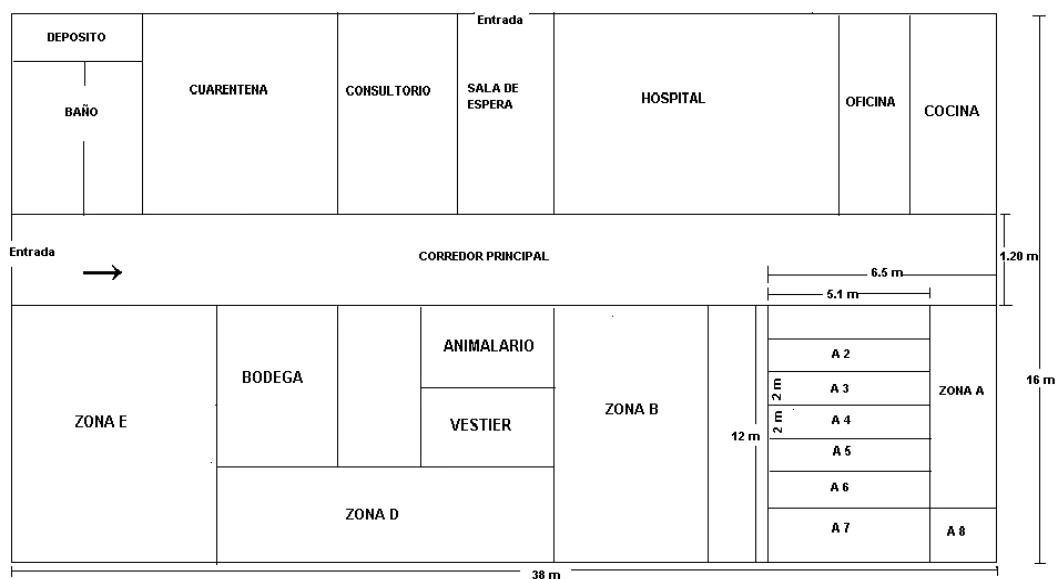 Entrada
DEPOSITO
BAÑO
CUARENTENA
CONSULTORIO
SALA DE
ESPERA
HOSPITAL
OFICINA
COCINA
Entrada
CORREDOR PRINCIPAL
1.20 m
6.5 m
5.1 m
16 m
ZONA E
BODEGA
ANIMALARIO
VESTIER
ZONA D
ZONA B
12 m
2 m
2 m
A 2
A 3
A 4
A 5
A 6
A 7
ZONA A
A 8
38 m